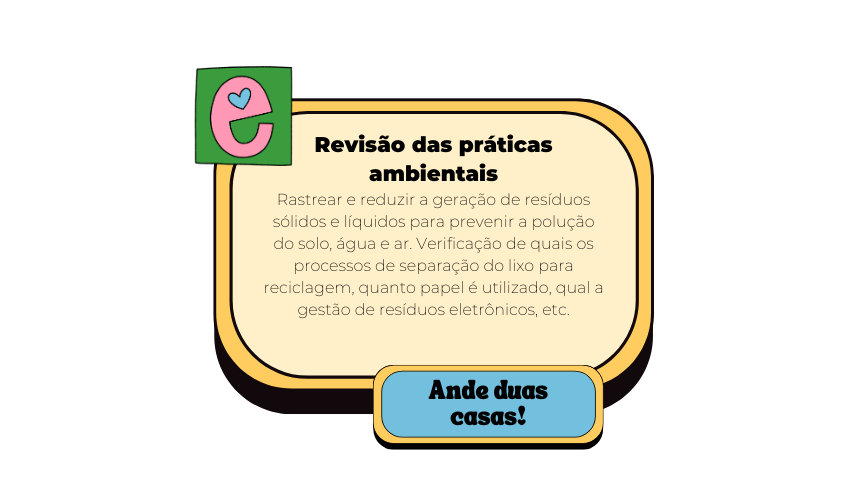 e
Revisão das práticas
ambientais
Rastrear e reduzir a geração de resíduos
sólidos e líquidos para prevenir a polução
do solo, água e ar. Verificação de quais os
processos de separação do lixo para
reciclagem, quanto papel é utilizado, qual a
gestão de resíduos eletrônicos, etc.
Ande duas
casas!